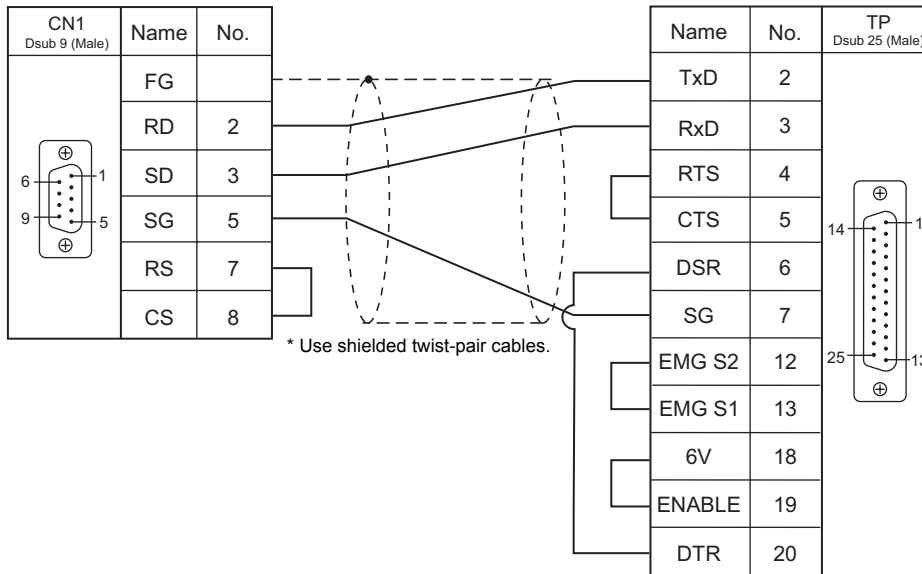 CN1
Dsub 9 (Male)
Name No.
FG
RD 2
SD 3
SG 5
RS 7
CS 8
6
1
9
5
* Use shielded twist-pair cables.
Name No.
TP
Dsub 25 (Male)
TxD 2
RxD 3
RTS 4
CTS 5
DSR 6
SG 7
EMG S2 12
EMG S1 13
6V 18
ENABLE 19
DTR 20
14
1
25
13